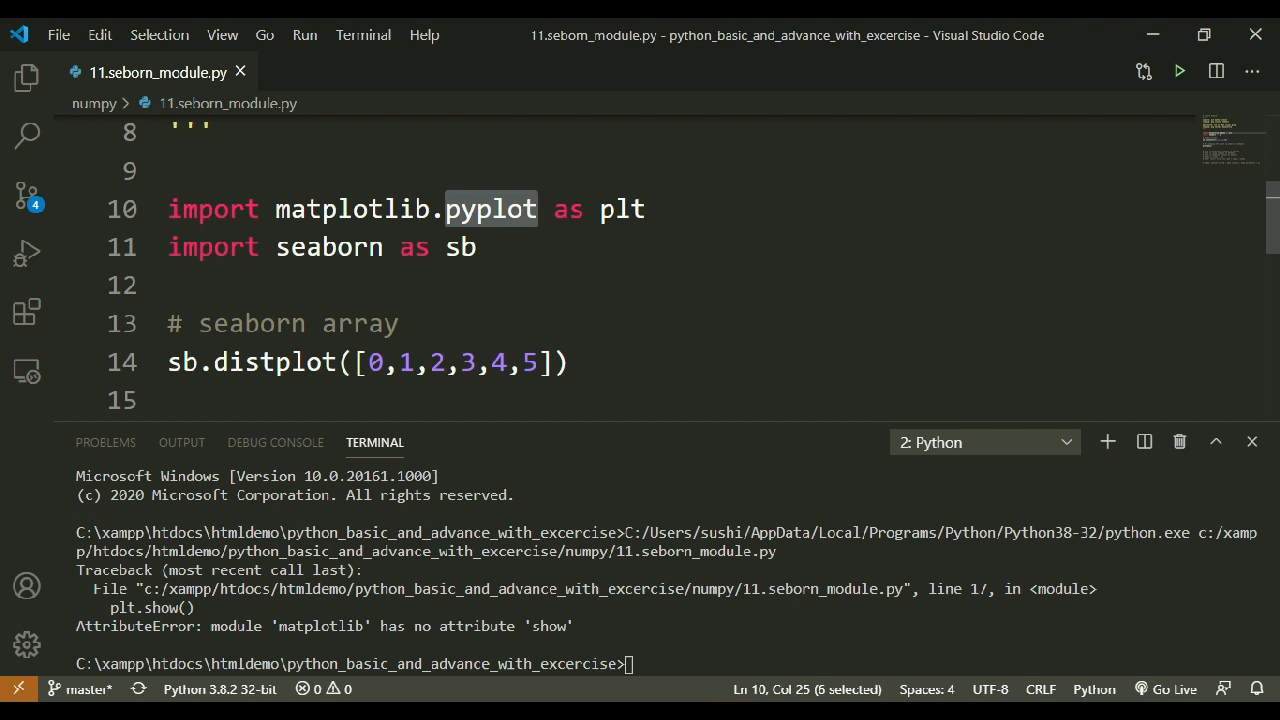 File Edit Selection View Go Run Terminal Help 11.seborn_module.py - python_basic_and_advance_with_excercise - Visual Studio Code
11.seborn_module.py
numpy > 11.seborn_module.py
8 '''
9
10 import matplotlib.pyplot as plt
11 import seaborn as sb
12
13 # seaborn array
14 sb.distplot([0,1,2,3,4,5])
15
4
PROBLEMS OUTPUT DEBUG CONSOLE TERMINAL 2: Python
Microsoft Windows [Version 10.0.20161.1000]
(c) 2020 Microsoft Corporation. All rights reserved.
C:\xampp\htdocs\htmldemo\python_basic_and_advance_with_excercise>C:/Users/sushi/AppData/Local/Programs/Python/Python38-32/python.exe c:/xamp
p/htdocs/htmldemo/python_basic_and_advance_with_excercise/numpy/11.seborn_module.py
Traceback (most recent call last):
File "c:/xampp/htdocs/htmldemo/python_basic_and_advance_with_excercise/numpy/11.seborn_module.py", line 17, in <module>
plt.show()
AttributeError: module 'matplotlib' has no attribute 'show'
C:\xampp\htdocs\htmldemo\python_basic_and_advance_with_excercise>
master* Python 3.8.2 32-bit 0 0 Ln 10, Col 25 (6 selected) Spaces: 4 UTF-8 CRLF Python Go Live